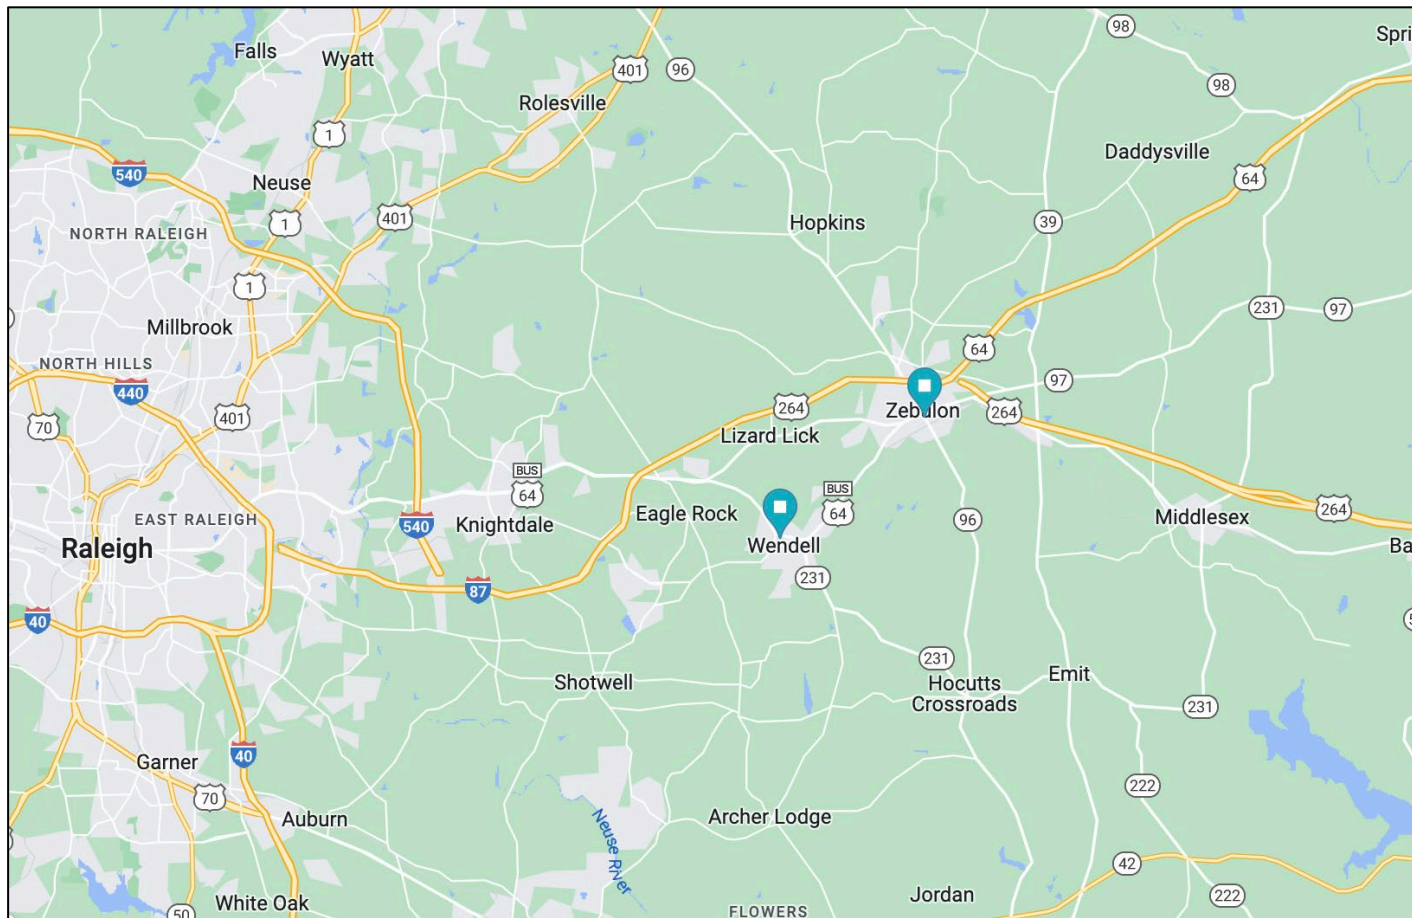 98
Spri
Falls
Wyatt
401
96
98
Rolesville
1
Daddysville
540
64
Neuse
401
1
Hopkins
39
NORTH RALEIGH
1
231
97
Millbrook
64
NORTH HILLS
440
97
264
Zebulon
264
401
70
Lizard Lick
BUS
64
BUS
64
264
EAST RALEIGH
540
Knightdale
Eagle Rock
96
Middlesex
Raleigh
Wendell
Ba
231
87
40
5
231
Emit
Shotwell
Hocutts
Crossroads
231
40
Garner
222
70
Auburn
Archer Lodge
Neuse River
42
Jordan
222
White Oak
50
FLOWERS